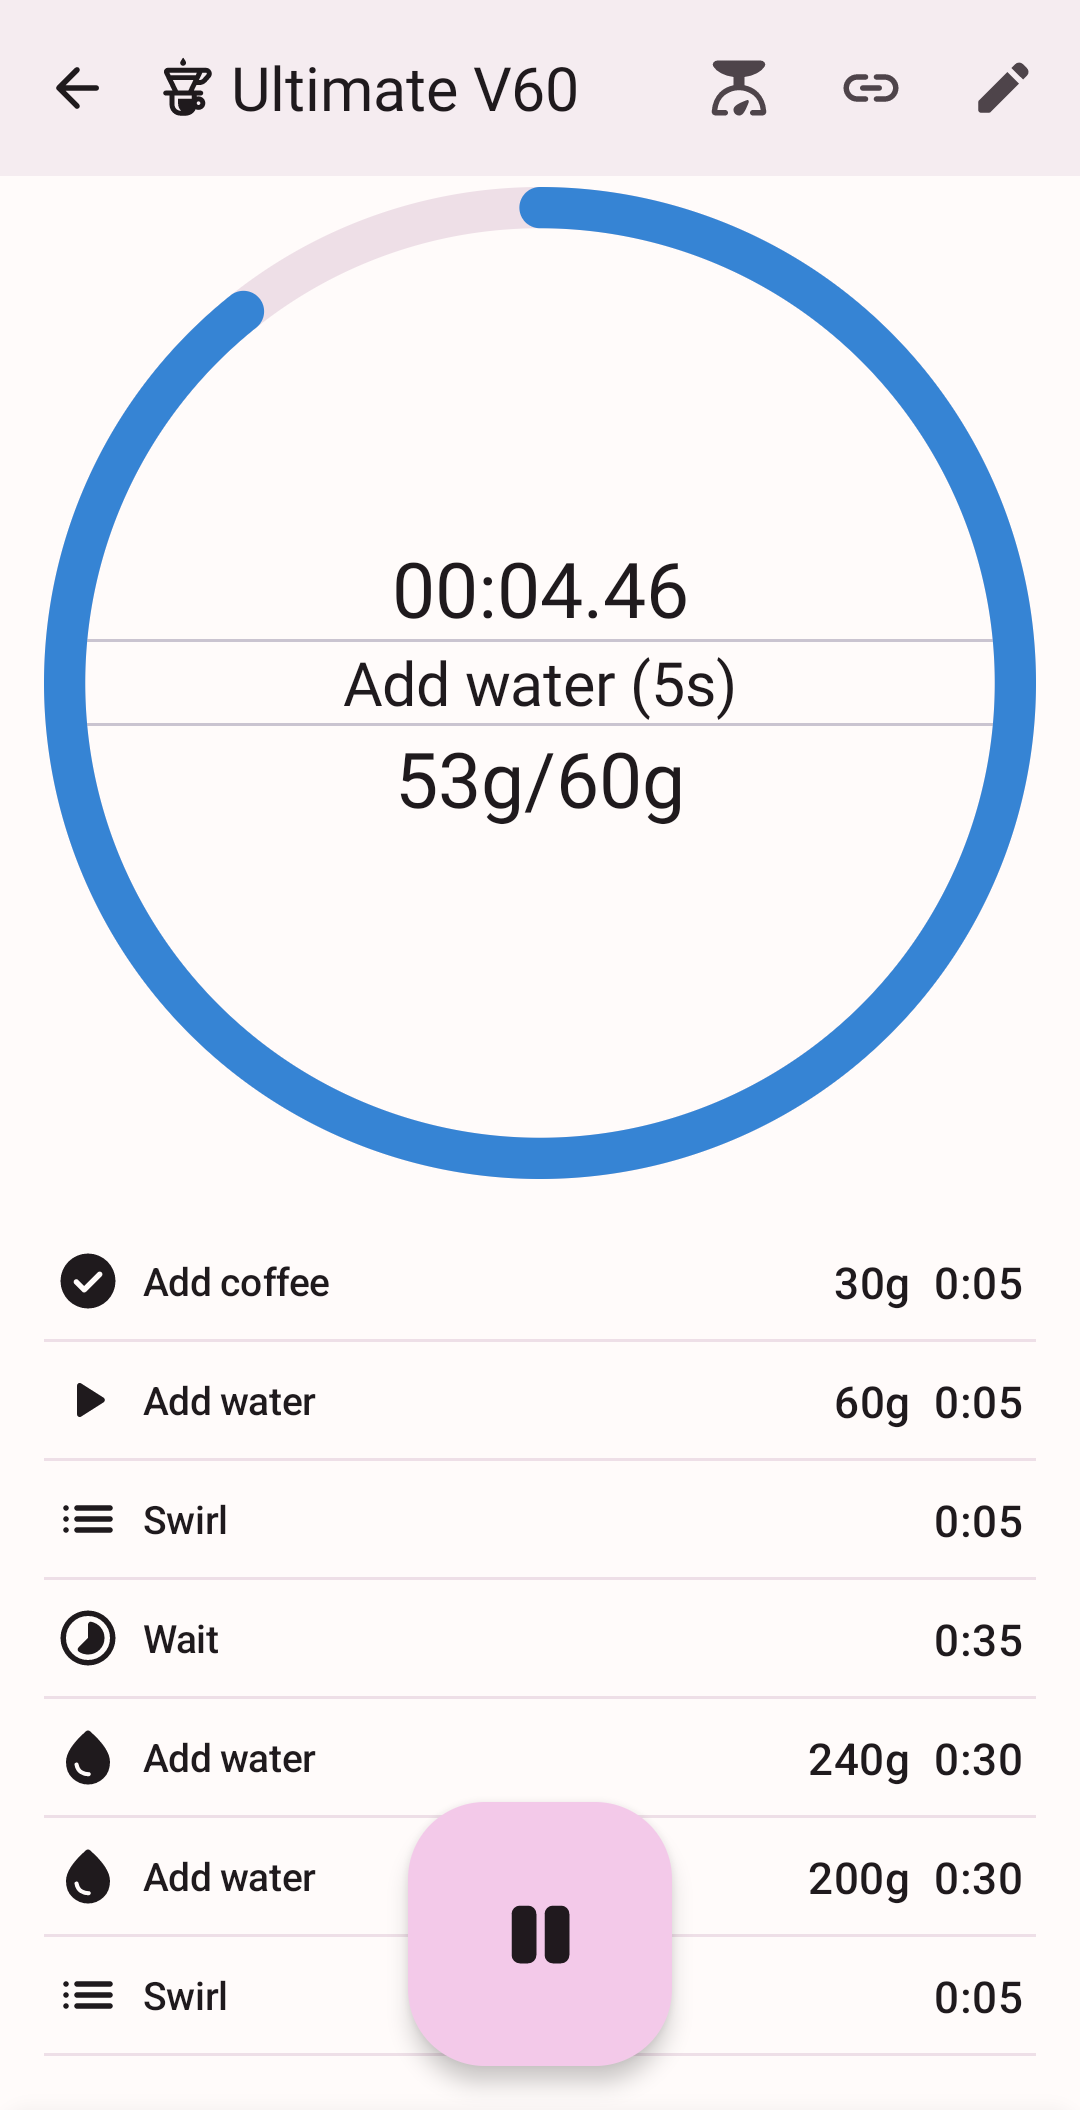 Ultimate V60
00:04.46
Add water (5s)
53g/60g
Add coffee 30g 0:05
Add water 60g 0:05
Swirl 0:05
Wait 0:35
Add water 240g 0:30
Add water 200g 0:30
Swirl 0:05